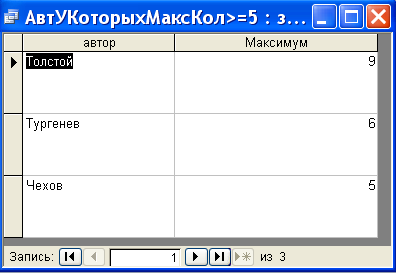 АвтУКоторыхМаксКол>=5 : з...
автор Максимум
Толстой 9
Тургенев 6
Чехов 5
Запись: 1 из 3